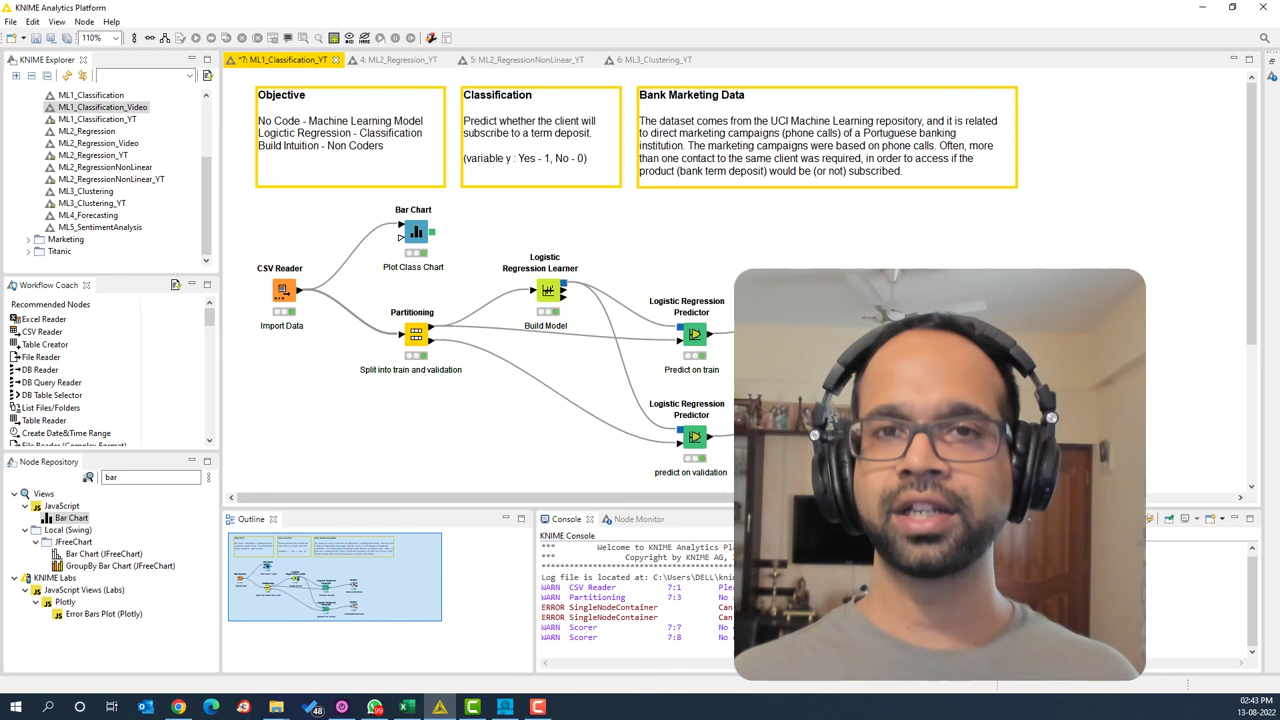 KNIME Analytics Platform
File Edit View Node Help
110%
KNIME Explorer
ML1_Classification
ML1_Classification_Video
ML1_Classification_YT
ML2_Regression
ML2_Regression_Video
ML2_Regression_YT
ML2_RegressionNonLinear
ML2_RegressionNonLinear_YT
ML3_Clustering
ML3_Clustering_YT
ML4_Forecasting
ML5_SentimentAnalysis
Marketing
Titanic
Workflow Coach
Recommended Nodes
Excel Reader
CSV Reader
Table Creator
File Reader
DB Reader
DB Query Reader
DB Table Selector
List Files/Folders
Table Reader
Create Date&Time Range
File Reader (Complex Format)
Node Repository
bar
Views
JavaScript
Bar Chart
Local (Swing)
JFreeChart
Bar Chart (JFreeChart)
GroupBy Bar Chart (JFreeChart)
KNIME Labs
JavaScript Views (Labs)
Plotly
Error Bars Plot (Plotly)
*7: ML1_Classification_YT
4: ML2_Regression_YT
5: ML2_RegressionNonLinear_YT
6: ML3_Clustering_YT
Objective
No Code - Machine Learning Model
Logictic Regression - Classification
Build Intuition - Non Coders
Classification
Predict whether the client will
subscribe to a term deposit.
(variable y : Yes - 1, No - 0)
Bank Marketing Data
The dataset comes from the UCI Machine Learning repository, and it is related
to direct marketing campaigns (phone calls) of a Portuguese banking
institution. The marketing campaigns were based on phone calls. Often, more
than one contact to the same client was required, in order to access if the
product (bank term deposit) would be (or not) subscribed.
Bar Chart
Plot Class Chart
CSV Reader
Import Data
Partitioning
Split into train and validation
Logistic
Regression Learner
Build Model
Logistic Regression
Predictor
Predict on train
Logistic Regression
Predictor
predict on validation
Outline
Console
Node Monitor
KNIME Console
*** Welcome to KNIME Analytics Pl
*** Copyright by KNIME AG,
Log file is located at: C:\Users\DELL\knim
WARN CSV Reader 7:1 Ple
WARN Partitioning 7:3 No
ERROR SingleNodeContainer Can
ERROR SingleNodeContainer Can
WARN Scorer 7:7 No
WARN Scorer 7:8 No
48
99
02:43 PM
13-08-2022